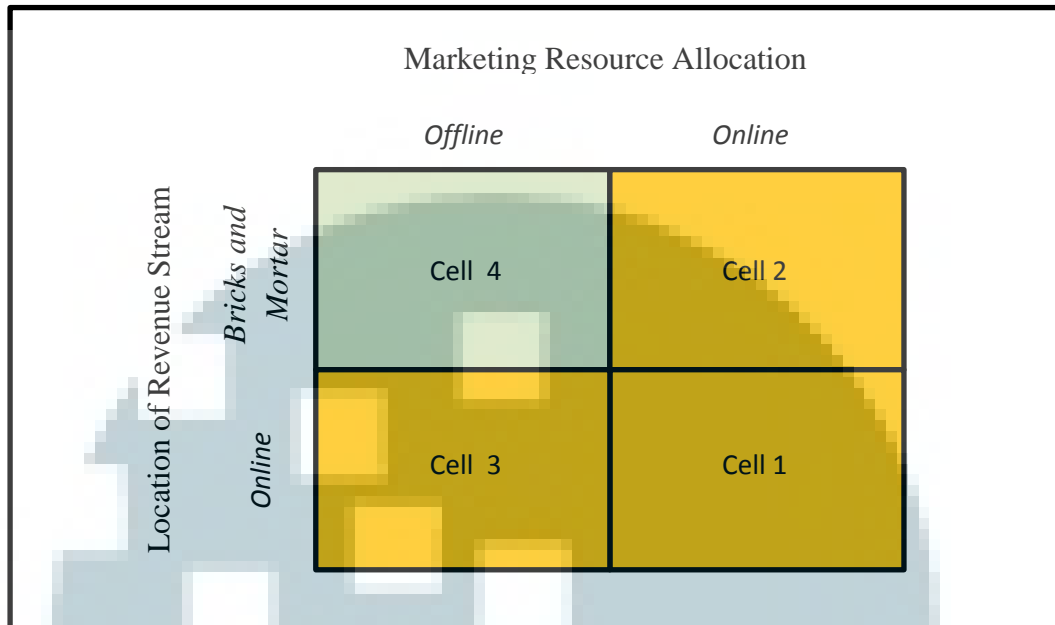 Marketing Resource Allocation
Offline Online
Location of Revenue Stream
Bricks and
Mortar
Cell 4 Cell 2
Online
Cell 3 Cell 1